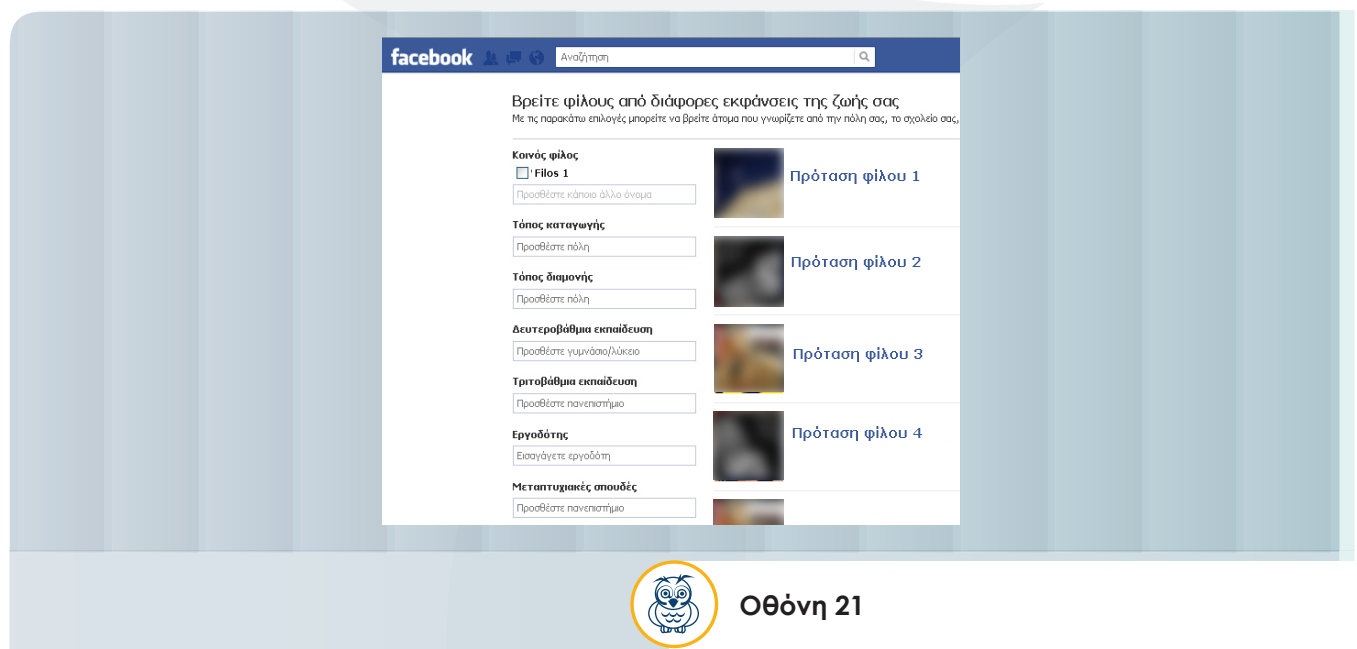 facebook Αναζήτηση
Βρείτε φίλους από διάφορες εκφάνσεις της ζωής σας
Με τις παρακάτω επιλογές μπορείτε να βρείτε άτομα που γνωρίζετε από την πόλη σας, το σχολείο σας,
Κοινός φίλος
Filos 1
Προσθέστε κάποιο άλλο όνομα
Τόπος καταγωγής
Προσθέστε πόλη
Τόπος διαμονής
Προσθέστε πόλη
Δευτεροβάθμια εκπαίδευση
Προσθέστε γυμνάσιο/λύκειο
Τριτοβάθμια εκπαίδευση
Προσθέστε πανεπιστήμιο
Εργοδότης
Εισαγάγετε εργοδότη
Μεταπτυχιακές σπουδές
Προσθέστε πανεπιστήμιο
Πρόταση φίλου 1
Πρόταση φίλου 2
Πρόταση φίλου 3
Πρόταση φίλου 4
Οθόνη 21